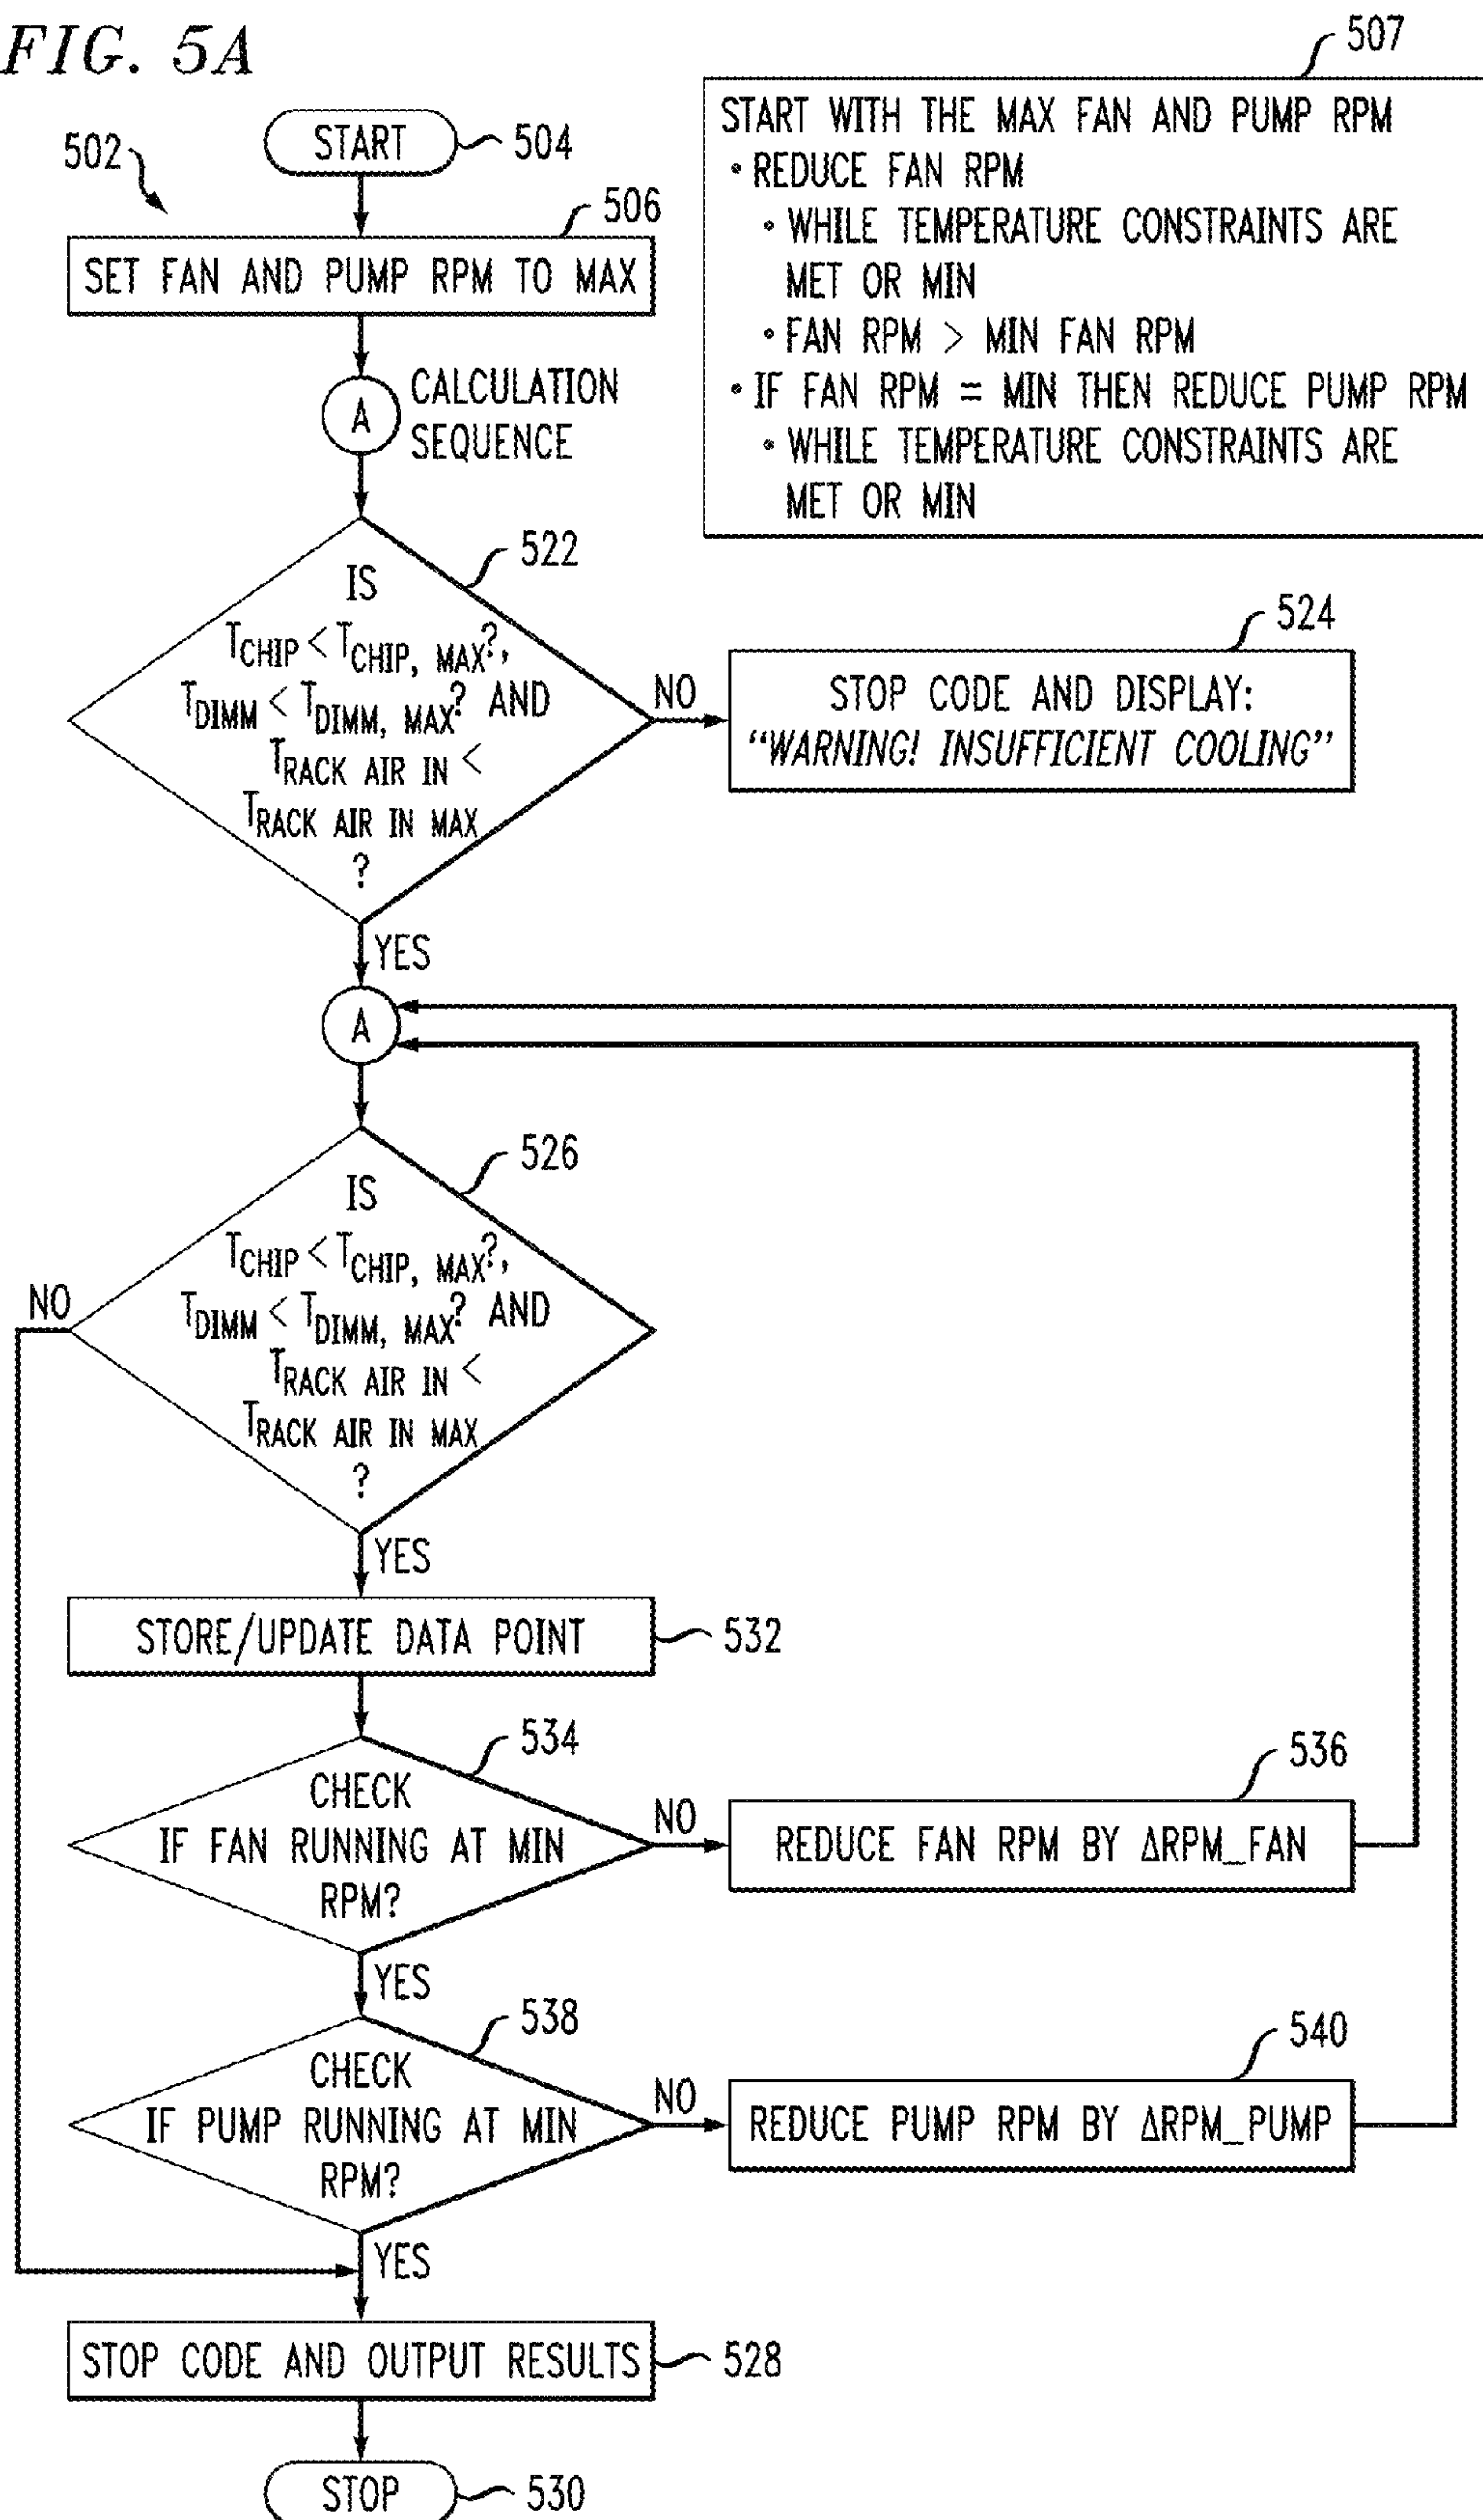 FIG. 5A
502
START
504
506
SET FAN AND PUMP RPM TO MAX
507
START WITH THE MAX FAN AND PUMP RPM
• REDUCE FAN RPM
• WHILE TEMPERATURE CONSTRAINTS ARE
MET OR MIN
• FAN RPM > MIN FAN RPM
• IF FAN RPM = MIN THEN REDUCE PUMP RPM
• WHILE TEMPERATURE CONSTRAINTS ARE
MET OR MIN
A
CALCULATION
SEQUENCE
522
IS
TCHIP < TCHIP, MAX?,
TDIMM < TDIMM, MAX? AND
TRACK AIR IN <
TRACK AIR IN MAX
?
NO
524
STOP CODE AND DISPLAY:
“WARNING! INSUFFICIENT COOLING”
YES
A
526
IS
TCHIP < TCHIP, MAX?,
TDIMM < TDIMM, MAX? AND
TRACK AIR IN <
TRACK AIR IN MAX
?
NO
YES
STORE/UPDATE DATA POINT
532
534
CHECK
IF FAN RUNNING AT MIN
RPM?
NO
536
REDUCE FAN RPM BY ΔRPM_FAN
YES
538
CHECK
IF PUMP RUNNING AT MIN
RPM?
NO
540
REDUCE PUMP RPM BY ΔRPM_PUMP
YES
STOP CODE AND OUTPUT RESULTS
528
STOP
530